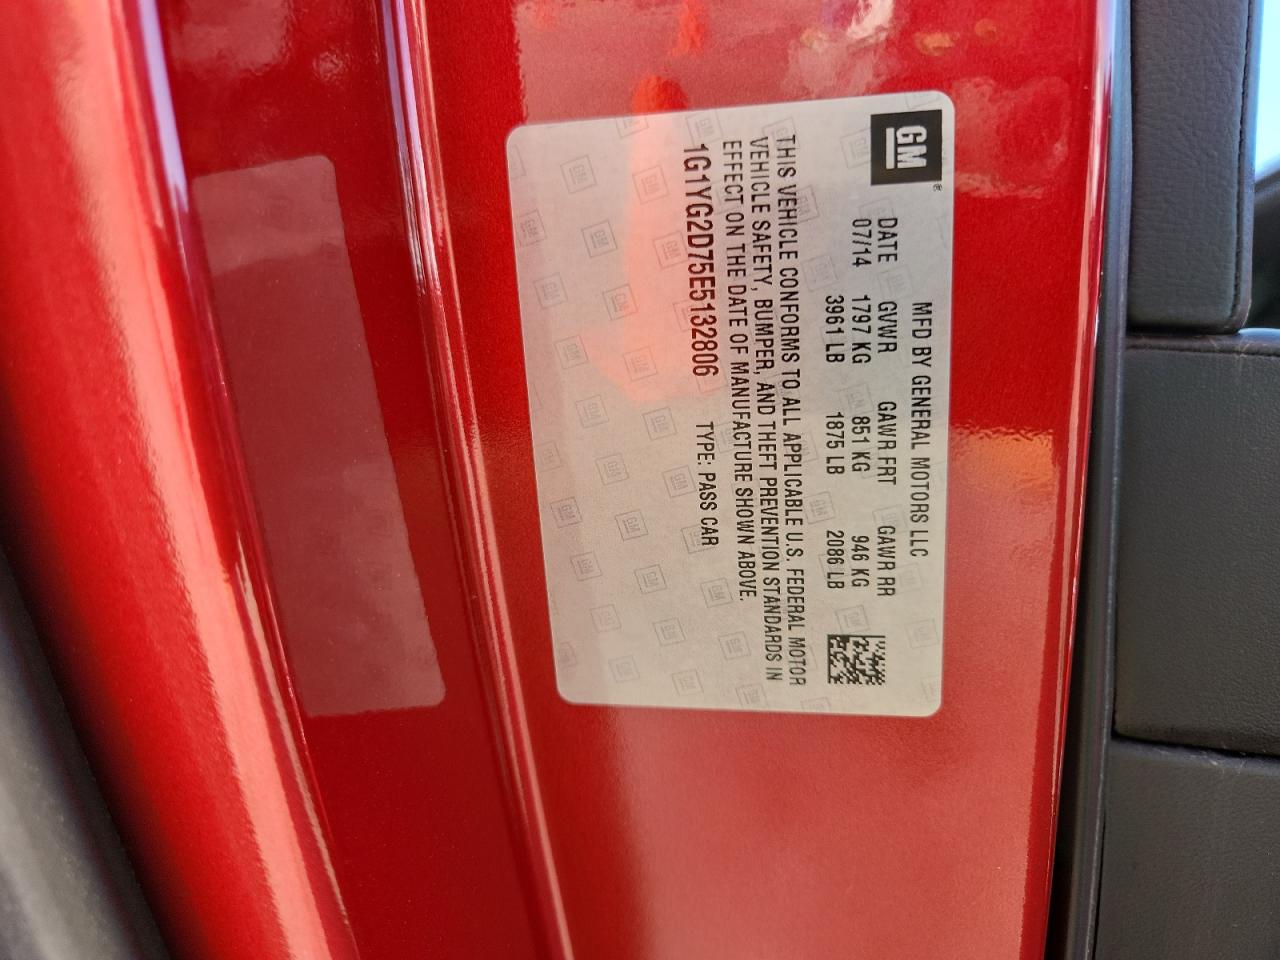 GM ®
MFD BY GENERAL MOTORS LLC
DATE GVWR GAWR FRT GAWR RR
07/14 1797 KG 851 KG 946 KG
3961 LB 1875 LB 2086 LB
THIS VEHICLE CONFORMS TO ALL APPLICABLE U.S. FEDERAL MOTOR
VEHICLE SAFETY, BUMPER, AND THEFT PREVENTION STANDARDS IN
EFFECT ON THE DATE OF MANUFACTURE SHOWN ABOVE.
1G1YG2D75E5132806 TYPE: PASS CAR